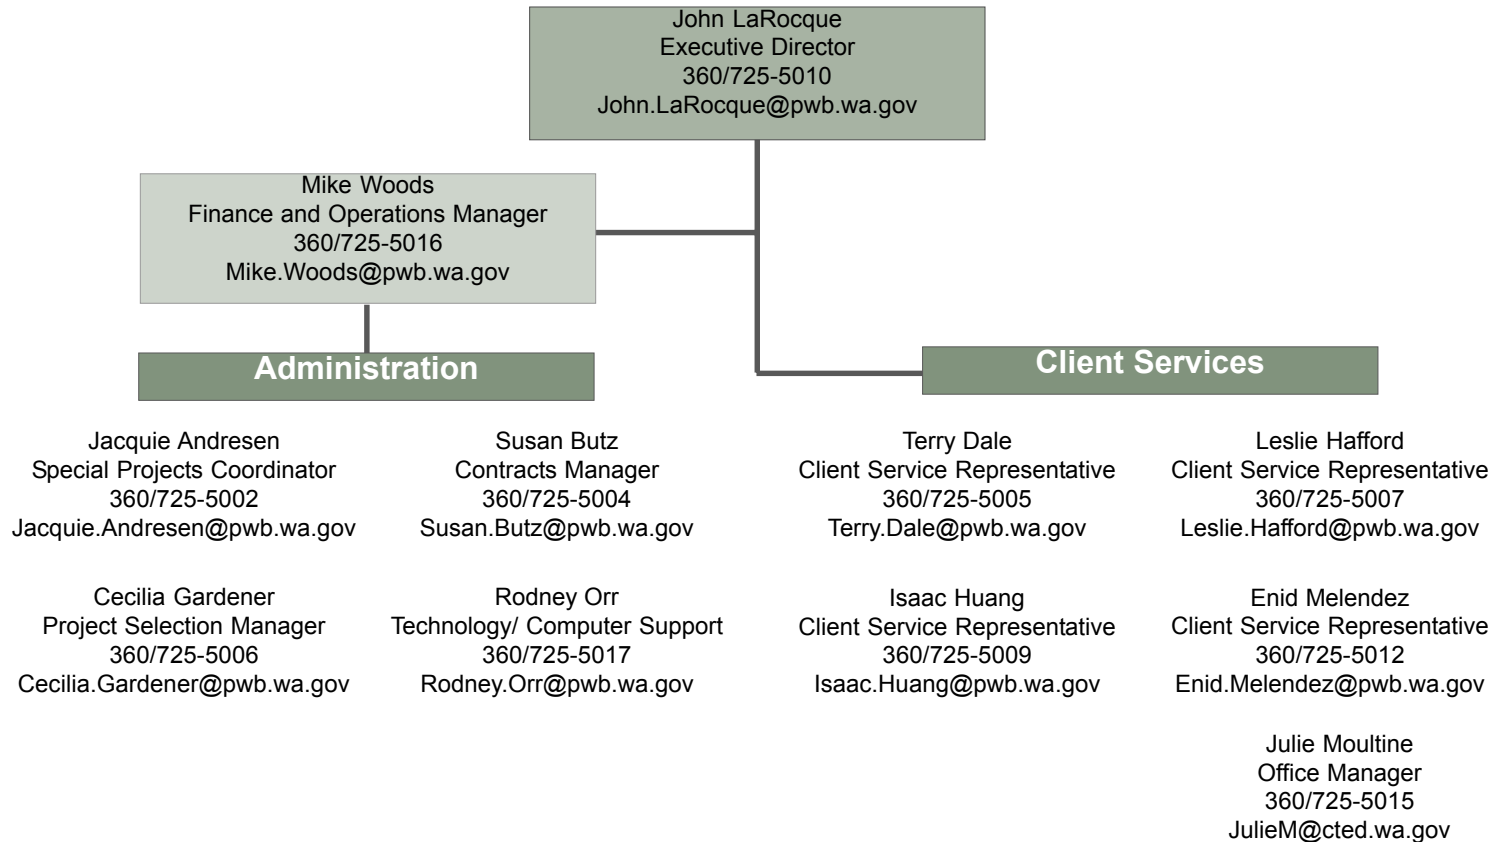 John LaRocque
Executive Director
360/725-5010
John.LaRocque@pwb.wa.gov
Mike Woods
Finance and Operations Manager
360/725-5016
Mike.Woods@pwb.wa.gov
Administration
Client Services
Jacquie Andresen
Special Projects Coordinator
360/725-5002
Jacquie.Andresen@pwb.wa.gov
Susan Butz
Contracts Manager
360/725-5004
Susan.Butz@pwb.wa.gov
Terry Dale
Client Service Representative
360/725-5005
Terry.Dale@pwb.wa.gov
Leslie Hafford
Client Service Representative
360/725-5007
Leslie.Hafford@pwb.wa.gov
Cecilia Gardener
Project Selection Manager
360/725-5006
Cecilia.Gardener@pwb.wa.gov
Rodney Orr
Technology/ Computer Support
360/725-5017
Rodney.Orr@pwb.wa.gov
Isaac Huang
Client Service Representative
360/725-5009
Isaac.Huang@pwb.wa.gov
Enid Melendez
Client Service Representative
360/725-5012
Enid.Melendez@pwb.wa.gov
Julie Moultine
Office Manager
360/725-5015
JulieM@cted.wa.gov